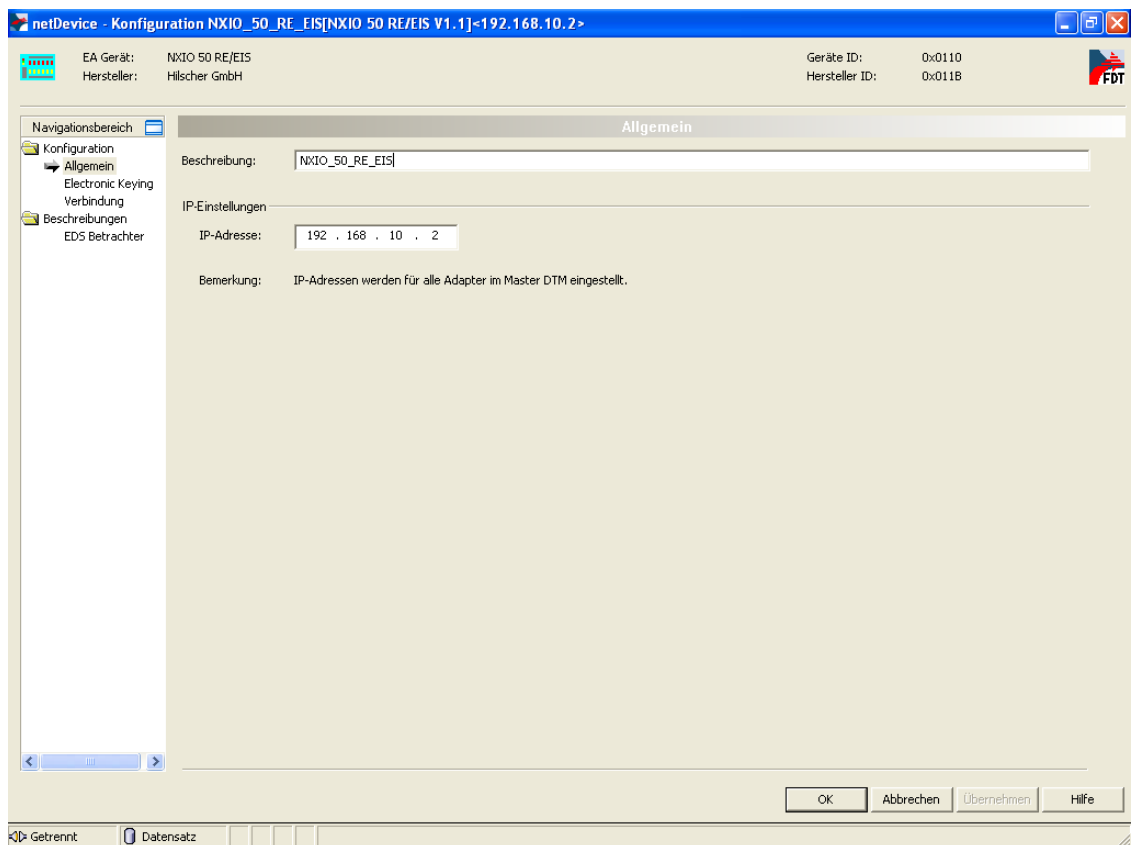 netDevice - Konfiguration NXIO_50_RE_EIS[NXIO 50 RE/EIS V1.1]<192.168.10.2>
EA Gerät: NXIO 50 RE/EIS Geräte ID: 0x0110
Hersteller: Hilscher GmbH Hersteller ID: 0x011B
FDT
Navigationsbereich
Konfiguration
Allgemein
Electronic Keying
Verbindung
Beschreibungen
EDS Betrachter
Allgemein
Beschreibung: NXIO_50_RE_EIS
IP-Einstellungen
IP-Adresse: 192 . 168 . 10 . 2
Bemerkung: IP-Adressen werden für alle Adapter im Master DTM eingestellt.
OK Abbrechen Übernehmen Hilfe
Getrennt Datensatz